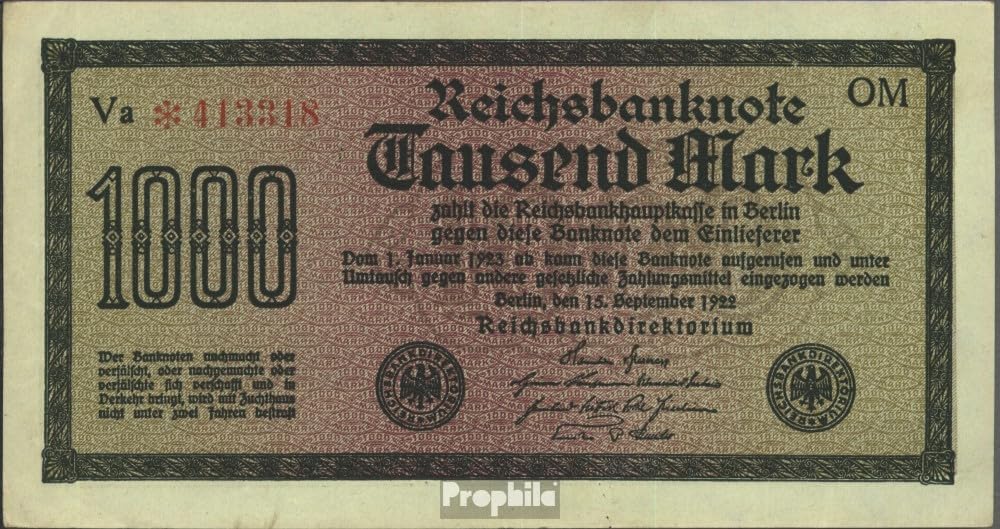 Va *413318
OM
Reichsbanknote
Tausend Mark
1000
zahlt die Reichsbankhauptkasse in Berlin
gegen diese Banknote dem Einlieferer
Vom 1. Januar 1923 ab kann diese Banknote aufgerufen und unter
Umtausch gegen andere gesetzliche Zahlungsmittel eingezogen werden
Berlin, den 15. September 1922
Reichsbankdirektorium
Wer Banknoten nachmacht oder
verfälscht, oder nachgemachte oder
verfälschte sich verschafft und in
Verkehr bringt, wird mit Zuchthaus
nicht unter zwei Jahren bestraft
REICHSBANKDIREKTORIUM
REICHSBANKDIREKTORIUM
Prophila